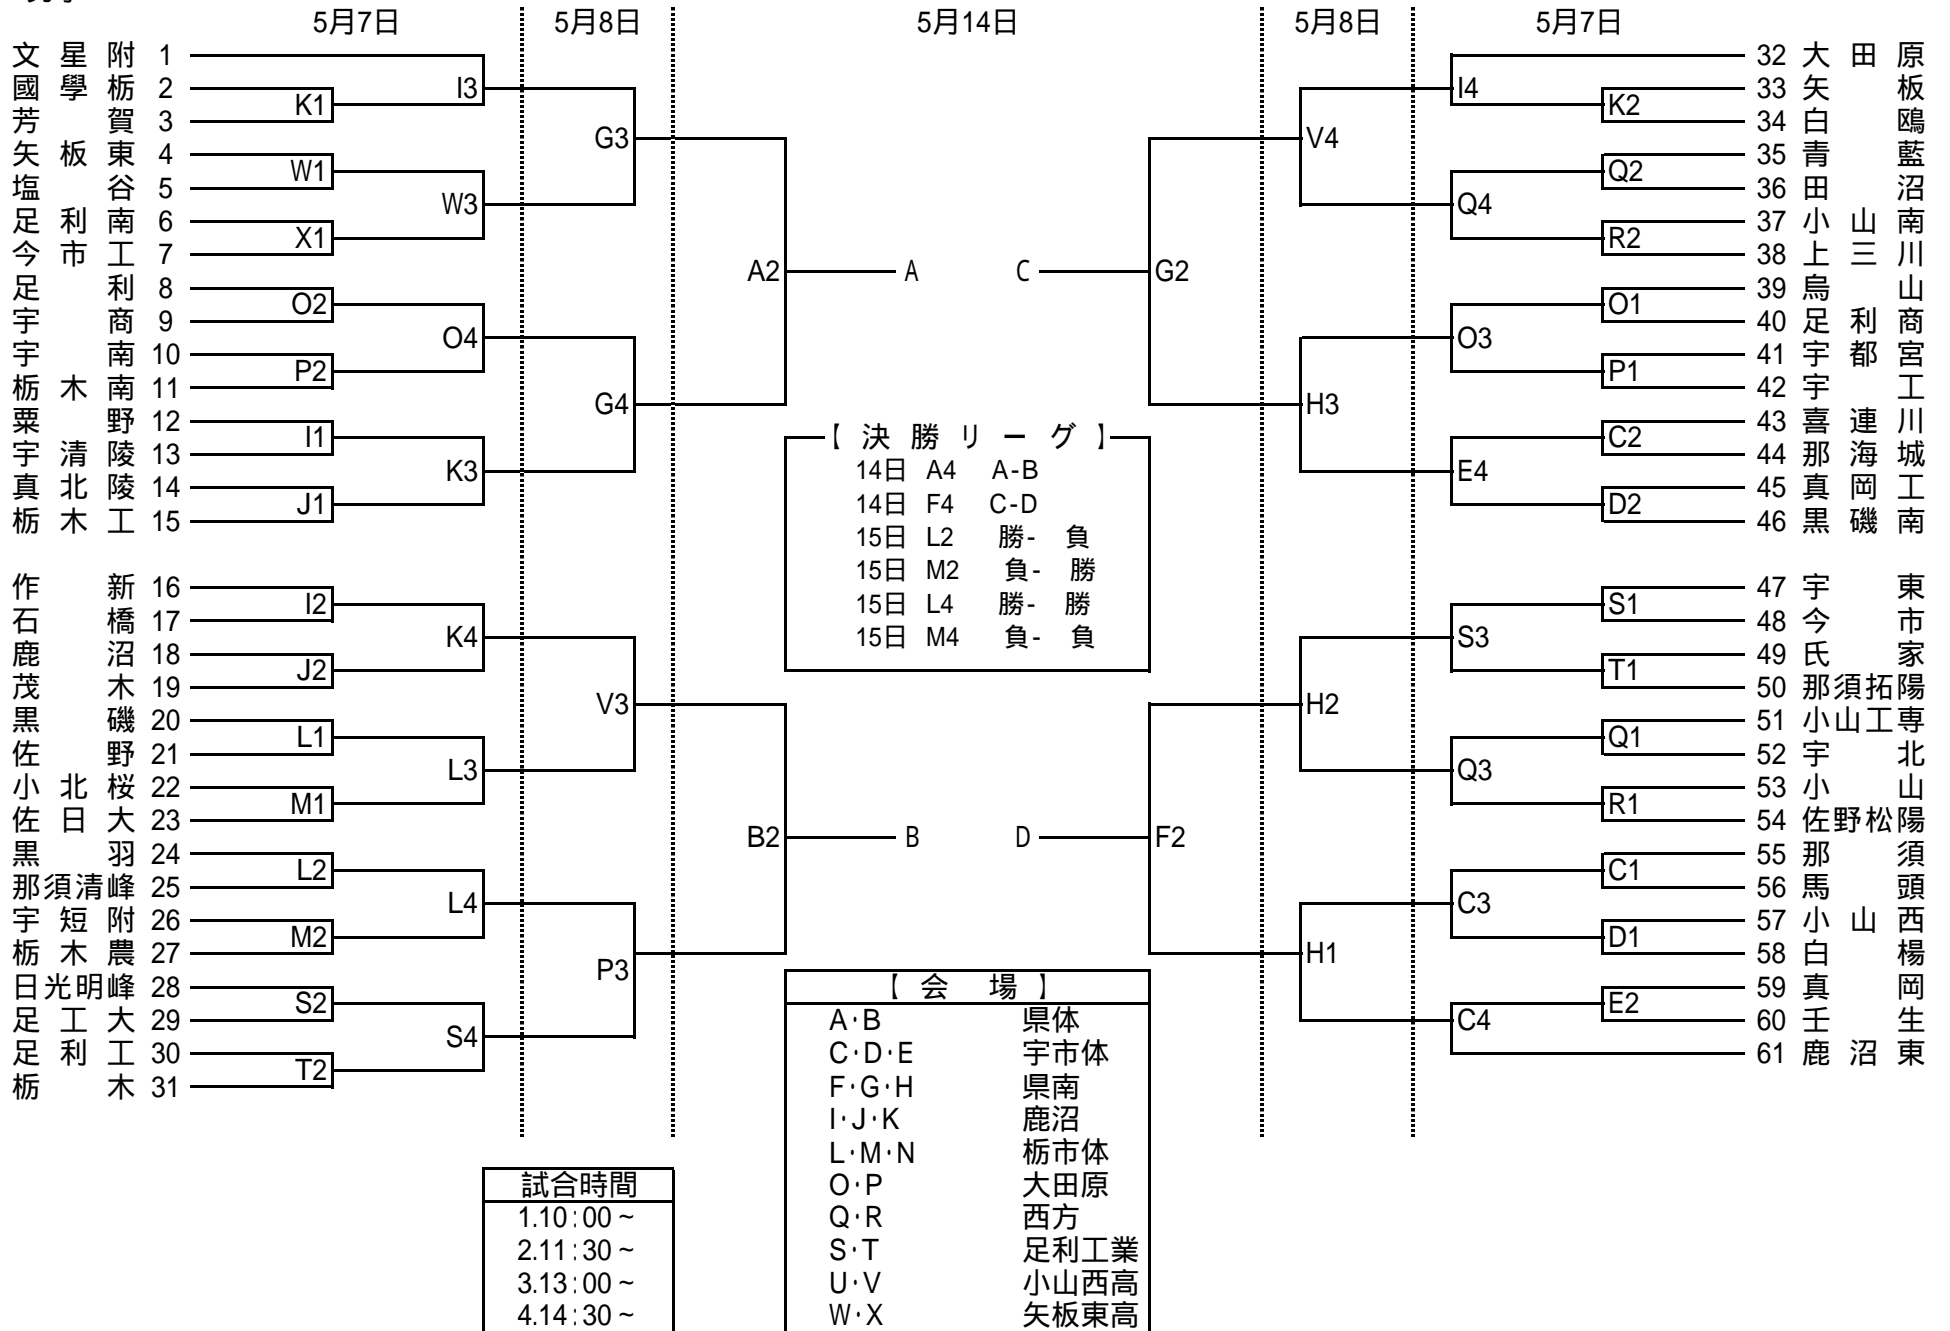 5月7日 5月8日 5月14日 5月8日 5月7日
文星附 1 32 大田原
國學栃 2 I3 I4 33 矢板
芳賀 3 K1 K2 34 白鴎
矢板東 4 G3 V4 35 青藍
塩谷 5 W1 Q2 36 田沼
足利南 6 W3 Q4 37 小山南
今市工 7 X1 R2 38 上三川
足利 8 A2 A C G2 39 烏山
宇商 9 O2 O1 40 足利商
宇南 10 O4 O3 41 宇都宮
栃木南 11 P2 P1 42 宇工
粟野 12 G4 H3 43 喜連川
宇清陵 13 I1 C2 44 那海城
真北陵 14 K3 E4 45 真岡工
栃木工 15 J1 D2 46 黒磯南
【決勝リーグ】
14日 A4 A-B
14日 F4 C-D
15日 L2 勝- 負
15日 M2 負- 勝
15日 L4 勝- 勝
15日 M4 負- 負
作新 16 47 宇東
石橋 17 I2 S1 48 今市
鹿沼 18 K4 S3 49 氏家
茂木 19 J2 T1 50 那須拓陽
黒磯 20 V3 H2 51 小山工専
佐野 21 L1 Q1 52 宇北
小北桜 22 L3 Q3 53 小山
佐日大 23 M1 R1 54 佐野松陽
黒羽 24 B2 B D F2 55 那須
那須清峰 25 L2 C1 56 馬頭
宇短附 26 L4 C3 57 小山西
栃木農 27 M2 D1 58 白楊
日光明峰 28 P3 H1 59 真岡
足工大 29 S2 E2 60 壬生
足利工 30 S4 C4 61 鹿沼東
栃木 31 T2
【会場】
A・B 県体
C・D・E 宇市体
F・G・H 県南
I・J・K 鹿沼
L・M・N 栃市体
O・P 大田原
Q・R 西方
S・T 足利工業
U・V 小山西高
W・X 矢板東高
試合時間
1.10:00~
2.11:30~
3.13:00~
4.14:30~